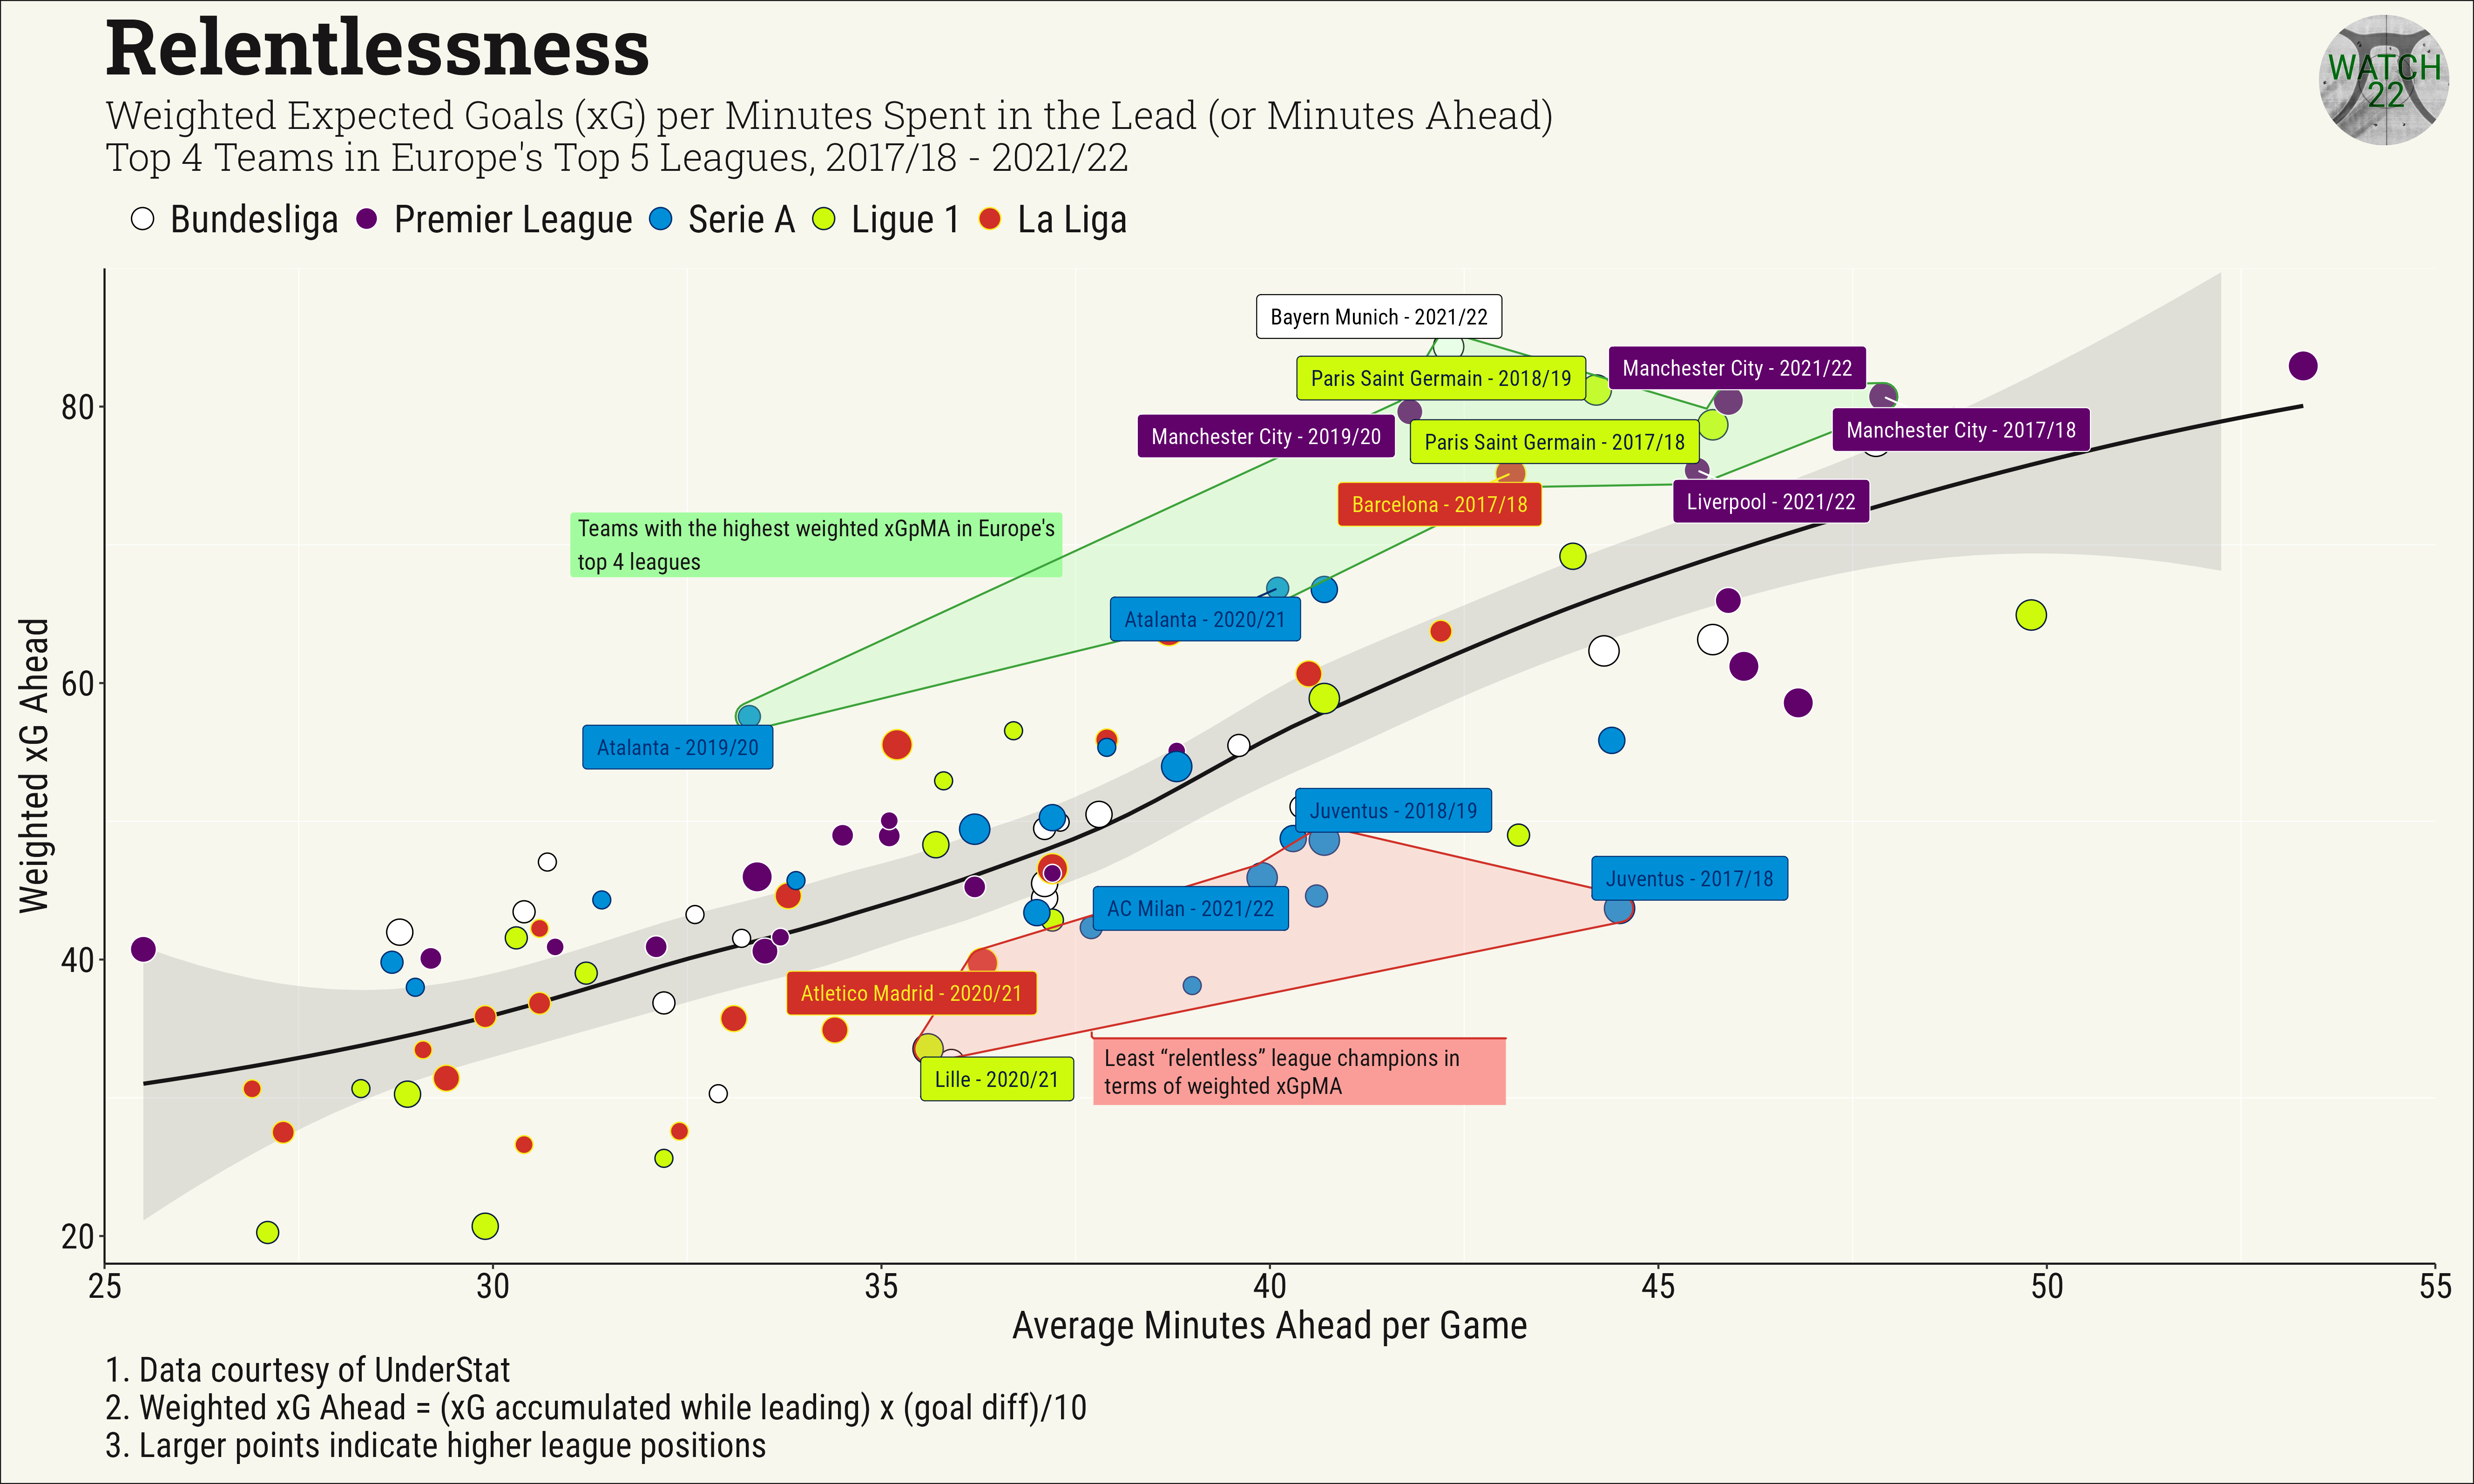 Relentlessness
WATCH
22
Weighted Expected Goals (xG) per Minutes Spent in the Lead (or Minutes Ahead)
Top 4 Teams in Europe's Top 5 Leagues, 2017/18 - 2021/22
Bundesliga Premier League Serie A Ligue 1 La Liga
Bayern Munich - 2021/22
Manchester City - 2021/22
Paris Saint Germain - 2018/19
80
Manchester City - 2017/18
Manchester City - 2019/20
Paris Saint Germain - 2017/18
Liverpool - 2021/22
Barcelona - 2017/18
Teams with the highest weighted xGpMA in Europe's
top 4 leagues
Atalanta - 2020/21
60
Atalanta - 2019/20
Weighted xG Ahead
Juventus - 2018/19
Juventus - 2017/18
AC Milan - 2021/22
40
Atletico Madrid - 2020/21
Least “relentless” league champions in
terms of weighted xGpMA
Lille - 2020/21
20
25 30 35 40 45 50 55
Average Minutes Ahead per Game
1. Data courtesy of UnderStat
2. Weighted xG Ahead = (xG accumulated while leading) x (goal diff)/10
3. Larger points indicate higher league positions